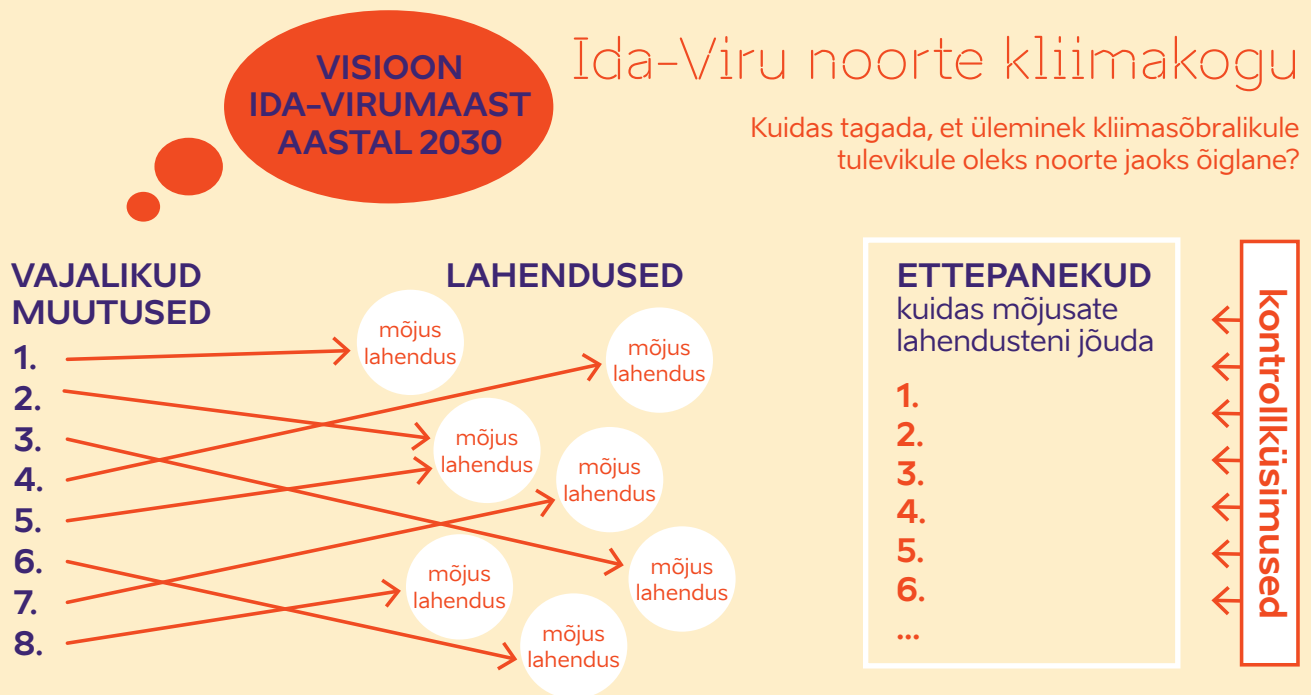 VISIOON
IDA-VIRUMAAST
AASTAL 2030
Ida-Viru noorte kliimakogu
Kuidas tagada, et üleminek kliimasõbralikule
tulevikule oleks noorte jaoks õiglane?
VAJALIKUD
MUUTUSED
1.
2.
3.
4.
5.
6.
7.
8.
LAHENDUSED
mõjus
lahendus
mõjus
lahendus
mõjus
lahendus
mõjus
lahendus
mõjus
lahendus
mõjus
lahendus
mõjus
lahendus
ETTEPANEKUD
kuidas mõjusate
lahendusteni jõuda
1.
2.
3.
4.
5.
6.
...
kontrollküsimused